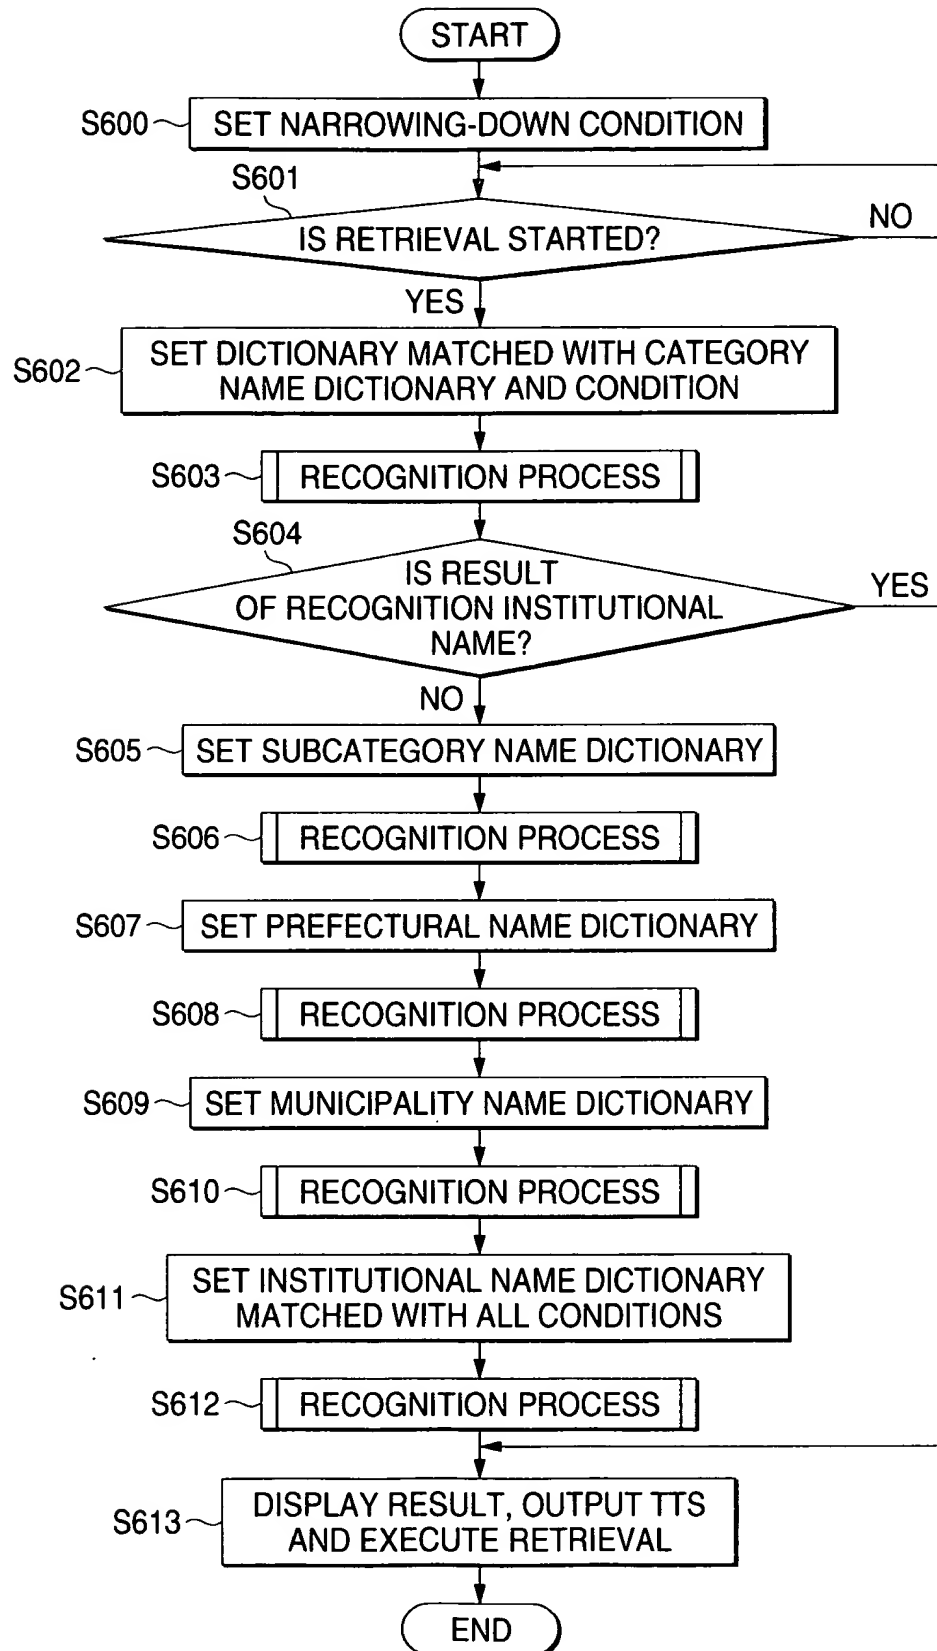 START
S600
SET NARROWING-DOWN CONDITION
S601
IS RETRIEVAL STARTED?
NO
YES
S602
SET DICTIONARY MATCHED WITH CATEGORY
NAME DICTIONARY AND CONDITION
S603
RECOGNITION PROCESS
S604
IS RESULT
OF RECOGNITION INSTITUTIONAL
NAME?
YES
NO
S605
SET SUBCATEGORY NAME DICTIONARY
S606
RECOGNITION PROCESS
S607
SET PREFECTURAL NAME DICTIONARY
S608
RECOGNITION PROCESS
S609
SET MUNICIPALITY NAME DICTIONARY
S610
RECOGNITION PROCESS
S611
SET INSTITUTIONAL NAME DICTIONARY
MATCHED WITH ALL CONDITIONS
S612
RECOGNITION PROCESS
S613
DISPLAY RESULT, OUTPUT TTS
AND EXECUTE RETRIEVAL
END